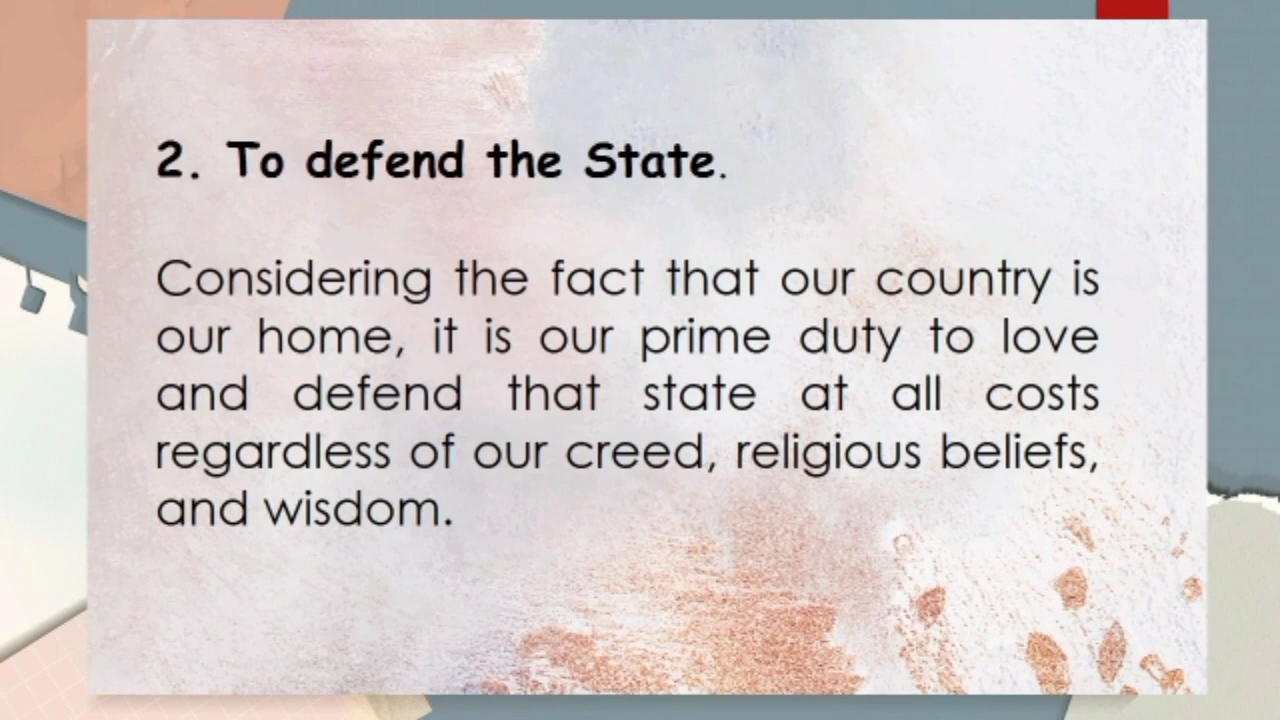 2. To defend the State.
Considering the fact that our country is
our home, it is our prime duty to love
and defend that state at all costs
regardless of our creed, religious beliefs,
and wisdom.